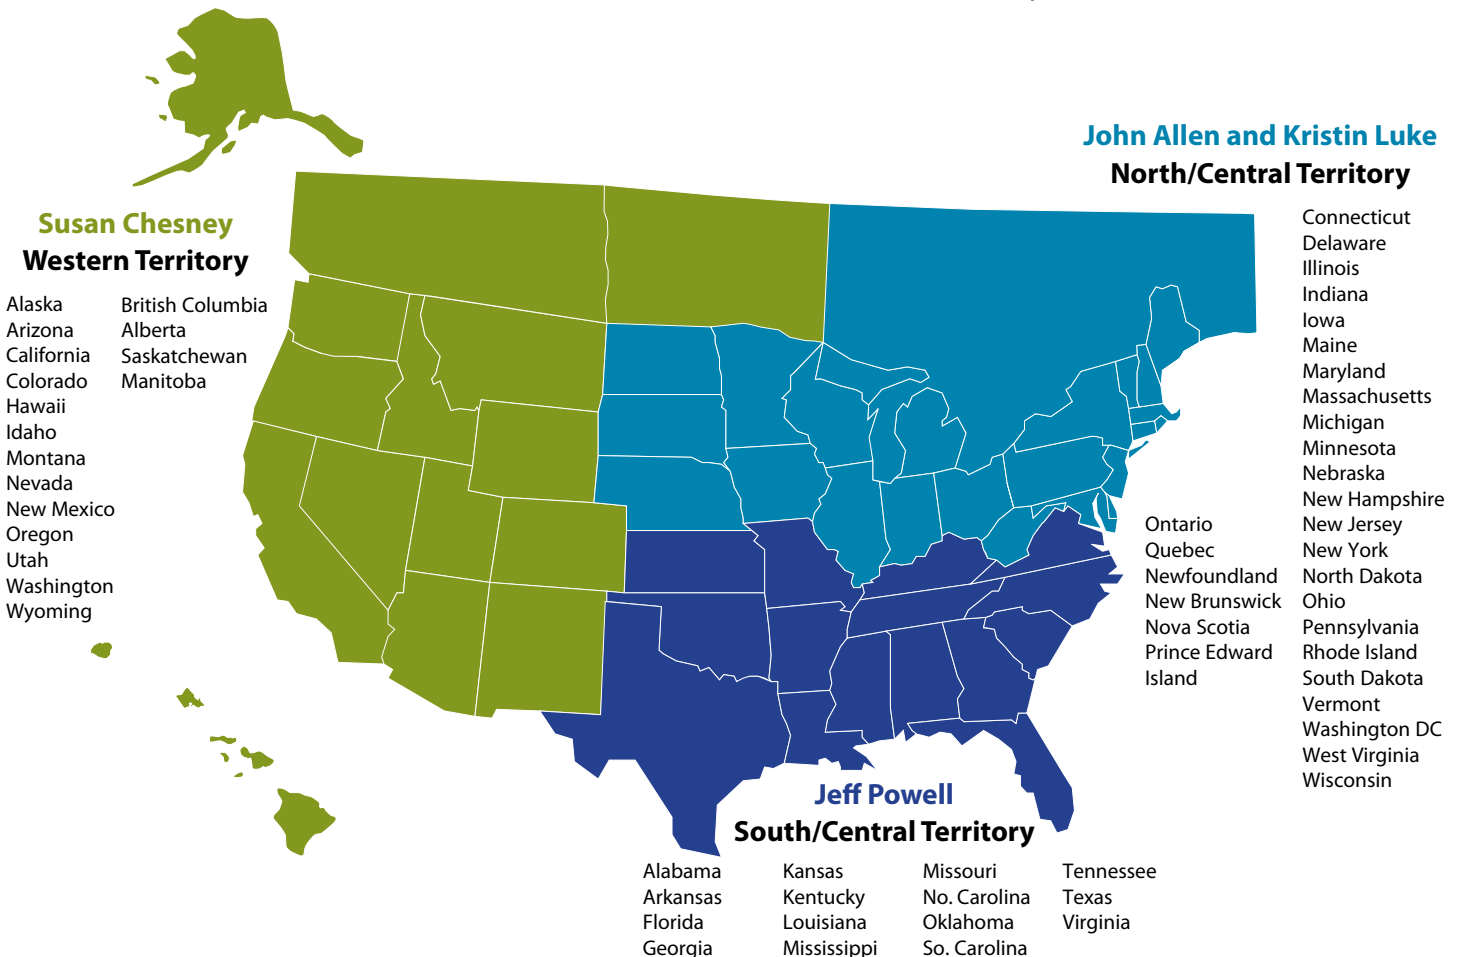 Susan Chesney
Western Territory
Alaska
Arizona
California
Colorado
Hawaii
Idaho
Montana
Nevada
New Mexico
Oregon
Utah
Washington
Wyoming
British Columbia
Alberta
Saskatchewan
Manitoba
John Allen and Kristin Luke
North/Central Territory
Ontario
Quebec
Newfoundland
New Brunswick
Nova Scotia
Prince Edward
Island
Connecticut
Delaware
Illinois
Indiana
Iowa
Maine
Maryland
Massachusetts
Michigan
Minnesota
Nebraska
New Hampshire
New Jersey
New York
North Dakota
Ohio
Pennsylvania
Rhode Island
South Dakota
Vermont
Washington DC
West Virginia
Wisconsin
Jeff Powell
South/Central Territory
Alabama
Arkansas
Florida
Georgia
Kansas
Kentucky
Louisiana
Mississippi
Missouri
No. Carolina
Oklahoma
So. Carolina
Tennessee
Texas
Virginia